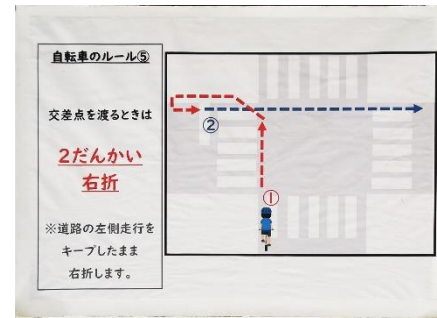 自転車のルール⑤
交差点を渡るときは
2だんかい
右折
※道路の左側走行を
キープしたまま
右折します。
②
①